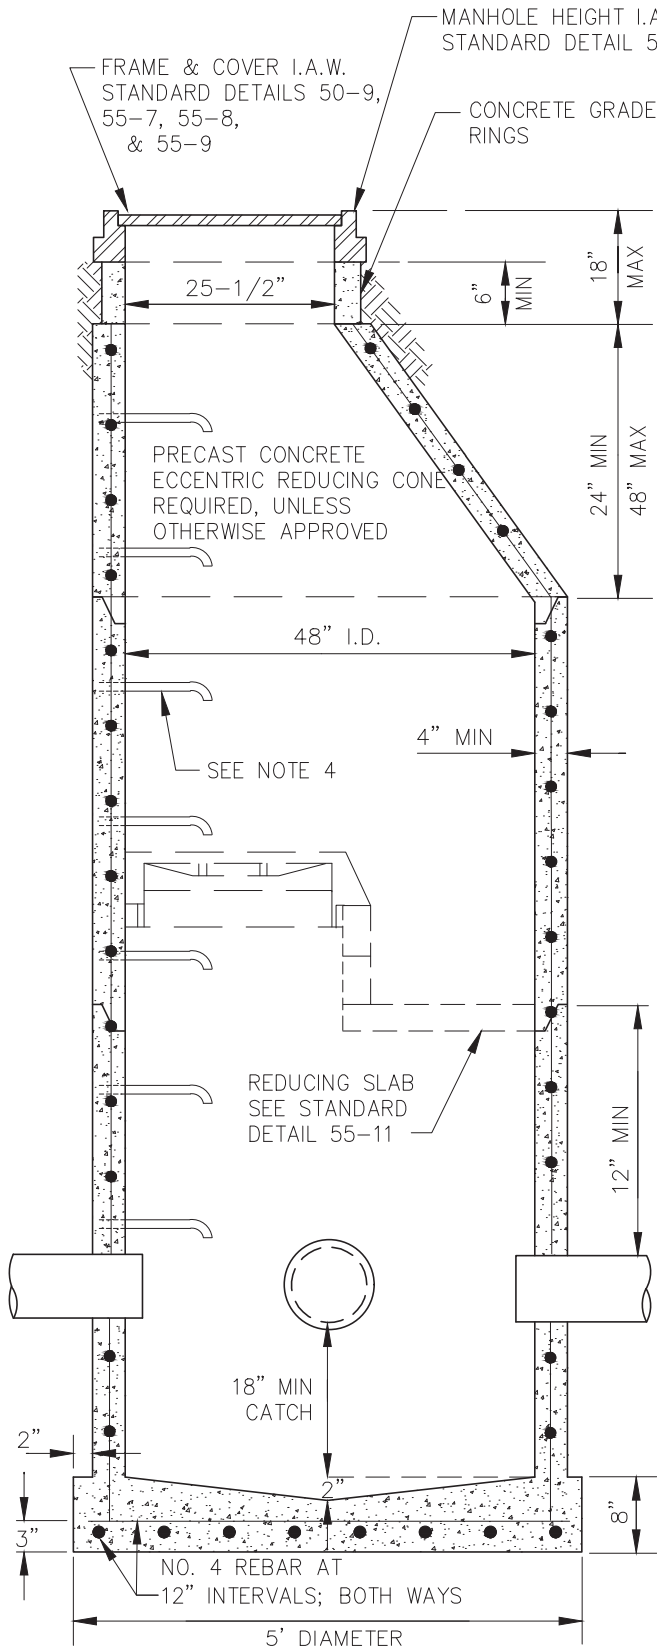 MANHOLE HEIGHT I.A
STANDARD DETAIL 5
FRAME & COVER I.A.W.
STANDARD DETAILS 50-9,
55-7, 55-8,
& 55-9
CONCRETE GRADE
RINGS
25-1/2"
6"
MIN
18"
MAX
PRECAST CONCRETE
ECCENTRIC REDUCING CONE
REQUIRED, UNLESS
OTHERWISE APPROVED
24" MIN
48" MAX
48" I.D.
4" MIN
SEE NOTE 4
REDUCING SLAB
SEE STANDARD
DETAIL 55-11
12" MIN
18" MIN
CATCH
2"
2"
8"
3"
NO. 4 REBAR AT
12" INTERVALS; BOTH WAYS
5' DIAMETER